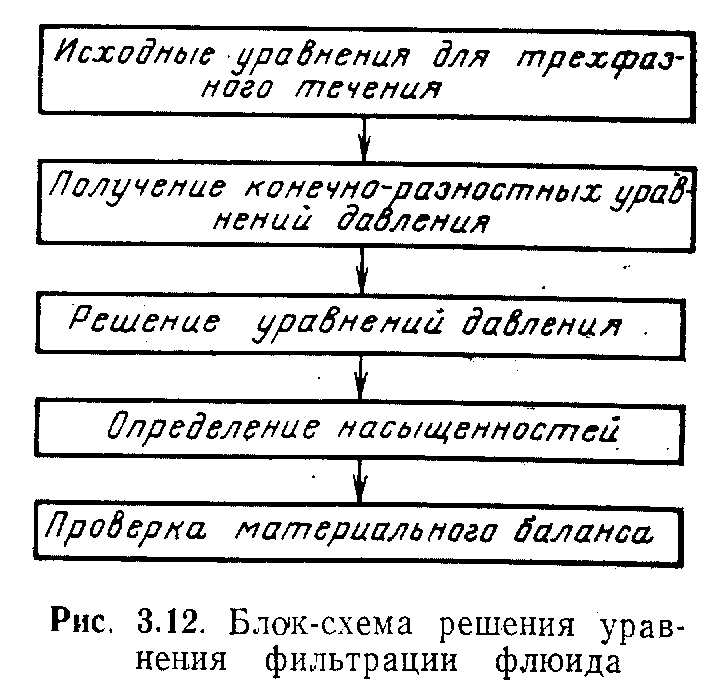 Исходные уравнения для трехфаз-
ного течения
Получение конечно-разностных урав-
нений давления
Решение уравнений давления
Определение насыщенностей
Проверка материального баланса
Рис. 3.12. Блок-схема решения урав-
нения фильтрации флюида